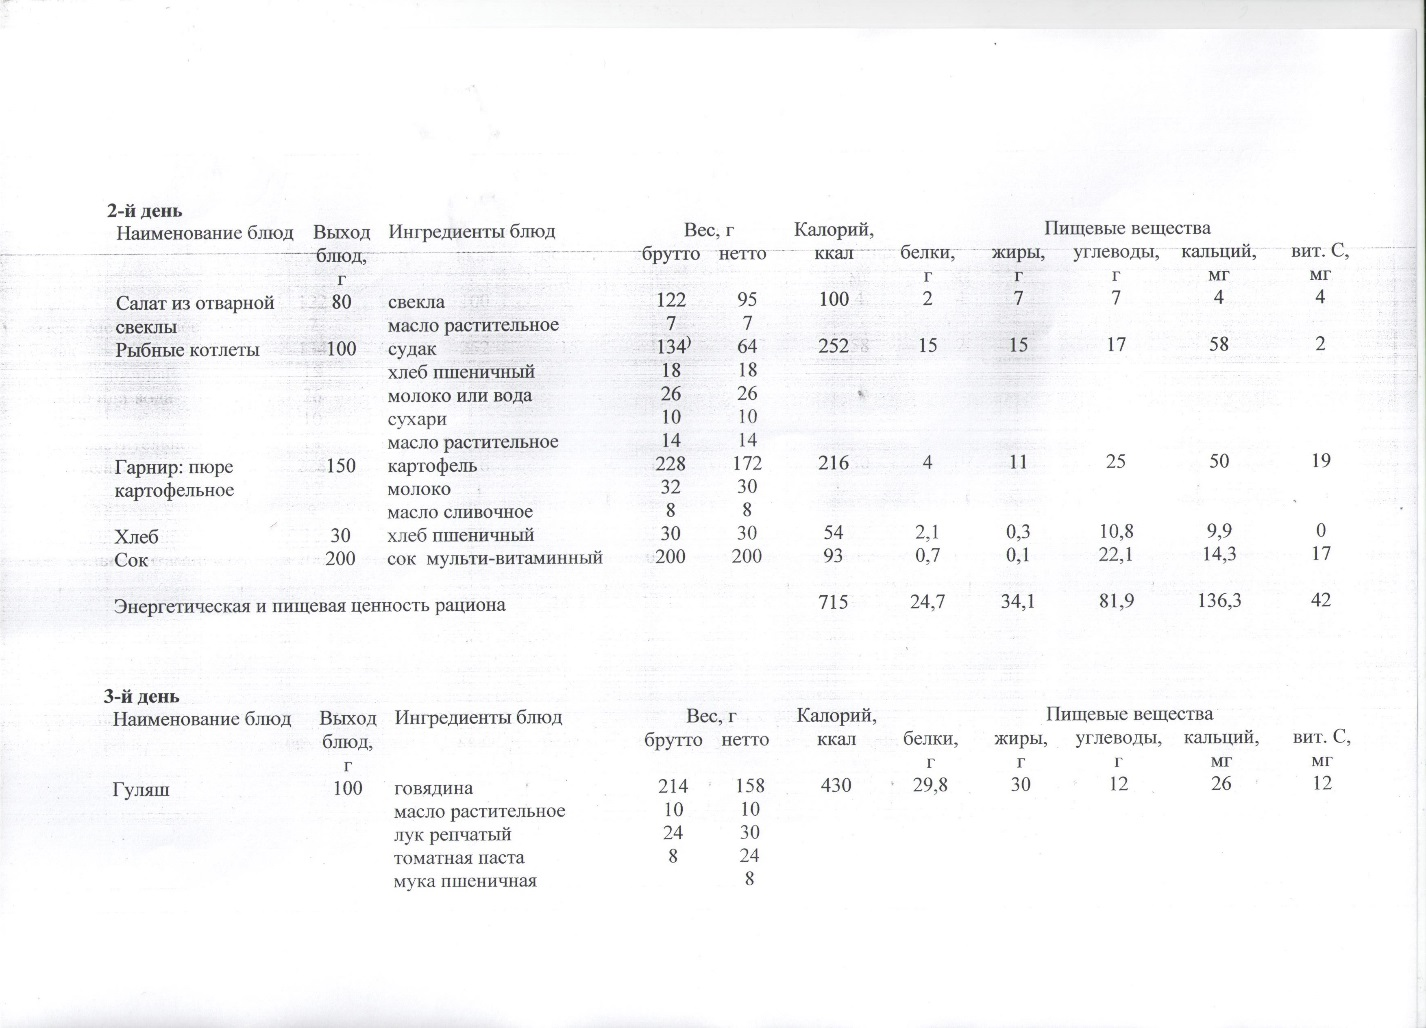 2-й день
Наименование блюд Выход Ингредиенты блюд Вес, г Калорий, Пищевые вещества
блюд, брутто нетто ккал белки, жиры, углеводы, кальций, вит. С,
г г г г мг мг
Салат из отварной 80 свекла 122 95 100 2 7 7 4 4
свеклы масло растительное 7 7
Рыбные котлеты 100 судак 134) 64 252 15 15 17 58 2
хлеб пшеничный 18 18
молоко или вода 26 26
сухари 10 10
масло растительное 14 14
Гарнир: пюре 150 картофель 228 172 216 4 11 25 50 19
картофельное молоко 32 30
масло сливочное 8 8
Хлеб 30 хлеб пшеничный 30 30 54 2,1 0,3 10,8 9,9 0
Сок 200 сок мульти-витаминный 200 200 93 0,7 0,1 22,1 14,3 17
Энергетическая и пищевая ценность рациона 715 24,7 34,1 81,9 136,3 42
3-й день
Наименование блюд Выход Ингредиенты блюд Вес, г Калорий, Пищевые вещества
блюд, брутто нетто ккал белки, жиры, углеводы, кальций, вит. С,
г г г г мг мг
Гуляш 100 говядина 214 158 430 29,8 30 12 26 12
масло растительное 10 10
лук репчатый 24 30
томатная паста 8 24
мука пшеничная 8